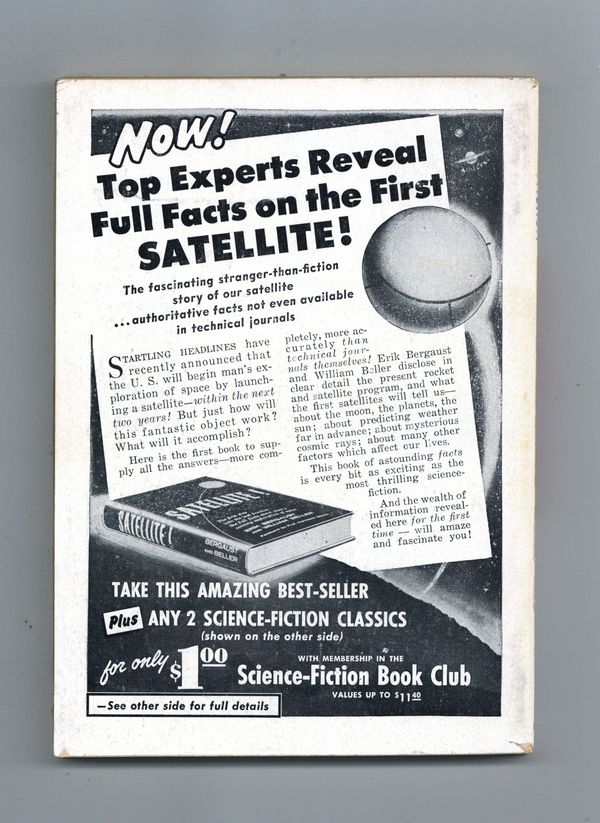 NOW!
Top Experts Reveal
Full Facts on the First
SATELLITE!
The fascinating stranger-than-fiction
story of our satellite
...authoritative facts not even available
in technical journals
STARTLING HEADLINES have
recently announced that
the U. S. will begin man's ex-
ploration of space by launch-
ing a satellite—within the next
two years! But just how will
this fantastic object work?
What will it accomplish?
Here is the first book to sup-
ply all the answers—more com-
pletely, more ac-
curately than
technical jour-
nals themselves! Erik Bergaust
and William Beller disclose in
clear detail the present rocket
and satellite program, and what
the first satellites will tell us—
about the moon, the planets, the
sun; about predicting weather
far in advance; about mysterious
cosmic rays; about many other
factors which affect our lives.
This book of astounding facts
is every bit as exciting as the
most thrilling science-
fiction.
And the wealth of
information reveal-
ed here for the first
time — will amaze
and fascinate you!
SATELLITE!
SATELLITE!
BERGAUST
AND BELLER
TAKE THIS AMAZING BEST-SELLER
Plus ANY 2 SCIENCE-FICTION CLASSICS
(shown on the other side)
for only $1.00
WITH MEMBERSHIP IN THE
Science-Fiction Book Club
VALUES UP TO $11.40
—See other side for full details